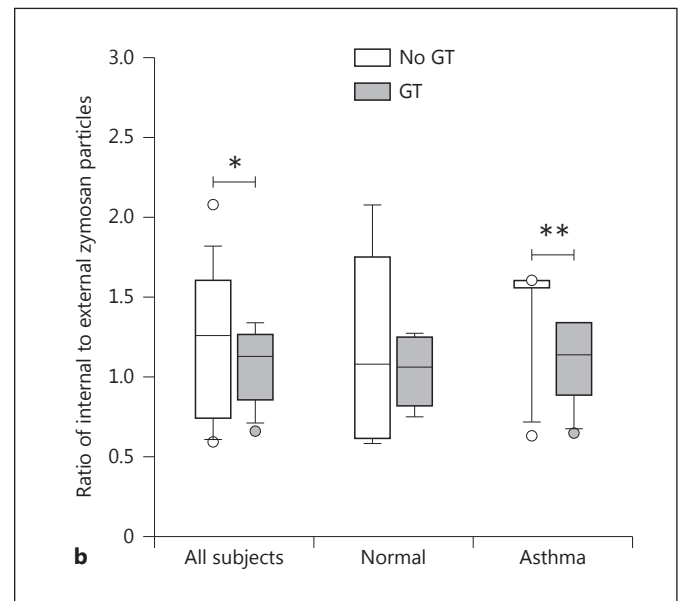 Ratio of internal to external zymosan particles
3.0
2.5
2.0
1.5
1.0
0.5
0
No GT
GT
*
**
b
All subjects
Normal
Asthma